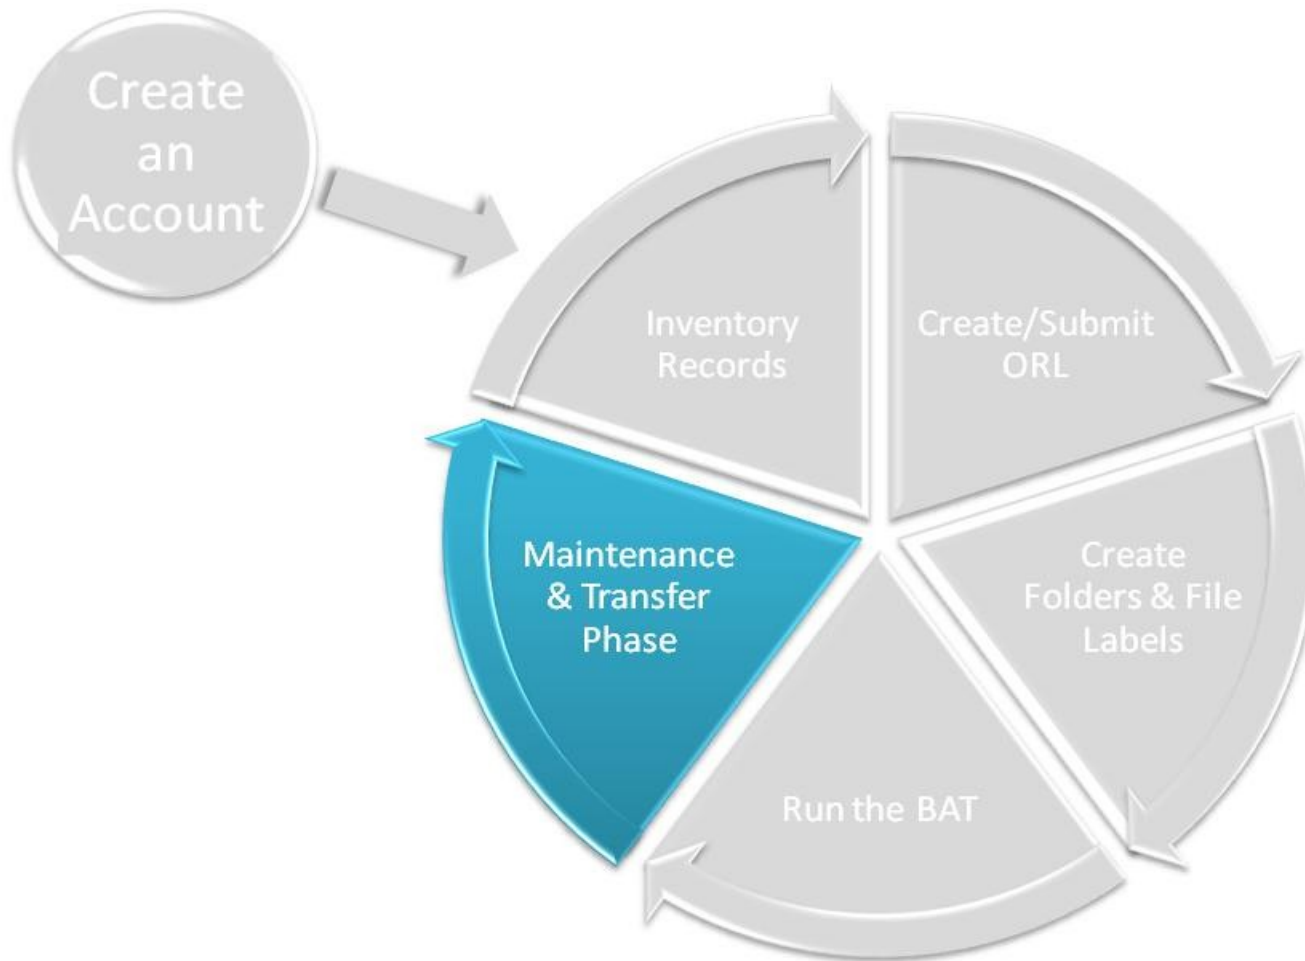 Create
an
Account
Inventory
Records
Create/Submit
ORL
Create
Folders & File
Labels
Run the BAT
Maintenance
& Transfer
Phase